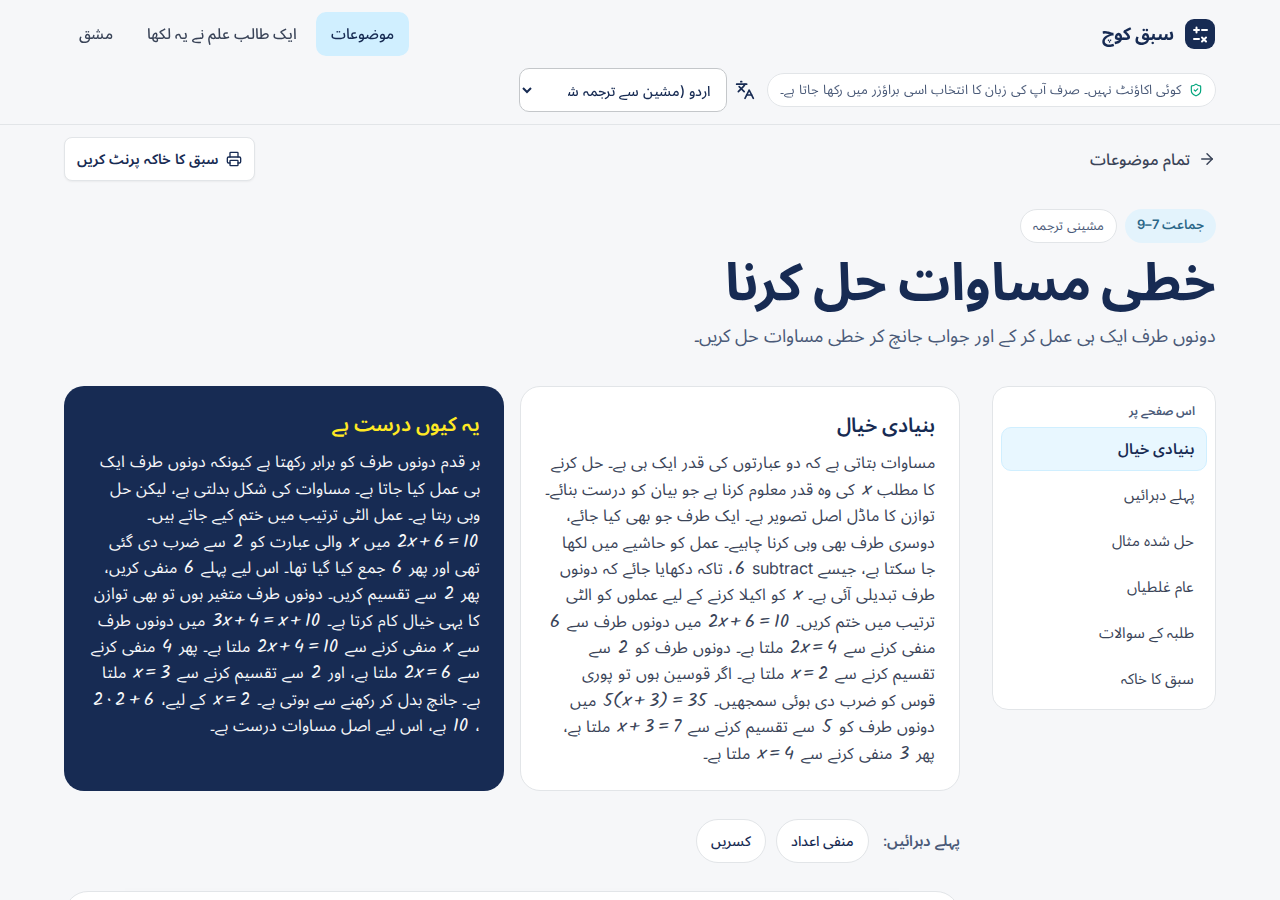 سبق کوچ
موضوعات
ایک طالب علم نے یہ لکھا
مشق
کوئی اکاؤنٹ نہیں۔ صرف آپ کی زبان کا انتخاب اسی براؤزر میں رکھا جاتا ہے۔
اردو (مشین سے ترجمہ ش
تمام موضوعات
سبق کا خاکہ پرنٹ کریں
جماعت 7–9
مشینی ترجمہ
خطی مساوات حل کرنا
دونوں طرف ایک ہی عمل کر کے اور جواب جانچ کر خطی مساوات حل کریں۔
اس صفحے پر
بنیادی خیال
پہلے دہرائیں
حل شدہ مثال
عام غلطیاں
طلبہ کے سوالات
سبق کا خاکہ
بنیادی خیال
مساوات بتاتی ہے کہ دو عبارتوں کی قدر ایک ہی ہے۔ حل کرنے
کا مطلب x کی وہ قدر معلوم کرنا ہے جو بیان کو درست بنائے۔
توازن کا ماڈل اصل تصویر ہے۔ ایک طرف جو بھی کیا جائے،
دوسری طرف بھی وہی کرنا چاہیے۔ عمل کو حاشیے میں لکھا
جا سکتا ہے، جیسے subtract 6، تاکہ دکھایا جائے کہ دونوں
طرف تبدیلی آئی ہے۔ x کو اکیلا کرنے کے لیے عملوں کو الٹی
ترتیب میں ختم کریں۔ 2x + 6 = 10 میں دونوں طرف سے 6
منفی کرنے سے 2x = 4 ملتا ہے۔ دونوں طرف کو 2 سے
تقسیم کرنے سے x = 2 ملتا ہے۔ اگر قوسین ہوں تو پوری
قوس کو ضرب دی ہوئی سمجھیں۔ 5(x + 3) = 35 میں
دونوں طرف کو 5 سے تقسیم کرنے سے x + 3 = 7 ملتا ہے،
پھر 3 منفی کرنے سے x = 4 ملتا ہے۔
یہ کیوں درست ہے
ہر قدم دونوں طرف کو برابر رکھتا ہے کیونکہ دونوں طرف ایک
ہی عمل کیا جاتا ہے۔ مساوات کی شکل بدلتی ہے، لیکن حل
وہی رہتا ہے۔ عمل الٹی ترتیب میں ختم کیے جاتے ہیں۔
2x + 6 = 10 میں x والی عبارت کو 2 سے ضرب دی گئی
تھی اور پھر 6 جمع کیا گیا تھا۔ اس لیے پہلے 6 منفی کریں،
پھر 2 سے تقسیم کریں۔ دونوں طرف متغیر ہوں تو بھی توازن
کا یہی خیال کام کرتا ہے۔ 3x + 4 = x + 10 میں دونوں طرف
سے x منفی کرنے سے 2x + 4 = 10 ملتا ہے۔ پھر 4 منفی کرنے
سے 2x = 6 ملتا ہے، اور 2 سے تقسیم کرنے سے x = 3 ملتا
ہے۔ جانچ بدل کر رکھنے سے ہوتی ہے۔ x = 2 کے لیے، 2 · 2 + 6
، 10 ہے، اس لیے اصل مساوات درست ہے۔
پہلے دہرائیں:
منفی اعداد
کسریں